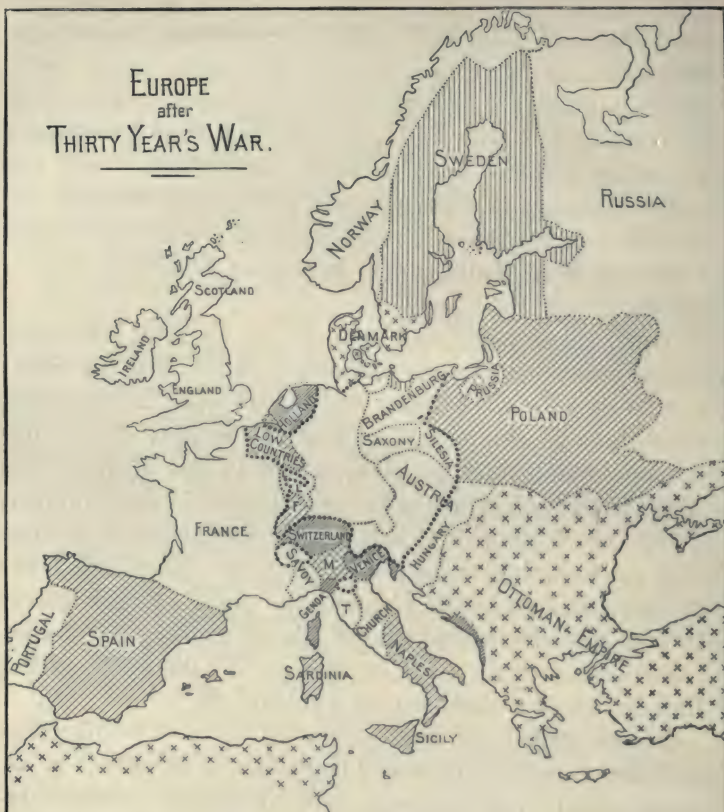 EUROPE
after
THIRTY YEAR'S WAR.
SWEDEN
RUSSIA
NORWAY
SCOTLAND
IRELAND
ENGLAND
DENMARK
HOLLAND
LOW
COUNTRIES
BRANDENBURG
PRUSSIA
SAXONY
SILESIA
POLAND
AUSTRIA
F
FRANCE
SWITZERLAND
HUNGARY
SAVOY
M
VENICE
GENOA
T
CHURCH
NAPLES
OTTOMAN-EMPIRE
PORTUGAL
SPAIN
SARDINIA
SICILY